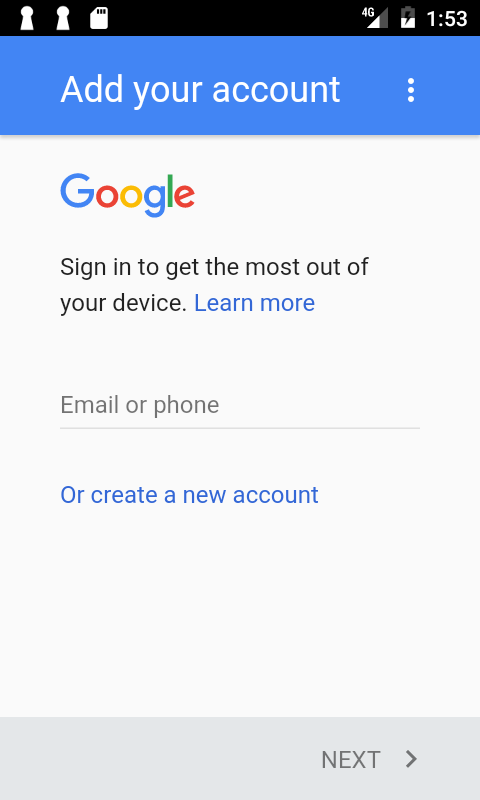 4G 1:53
Add your account
Google
Sign in to get the most out of
your device. Learn more
Email or phone
Or create a new account
NEXT